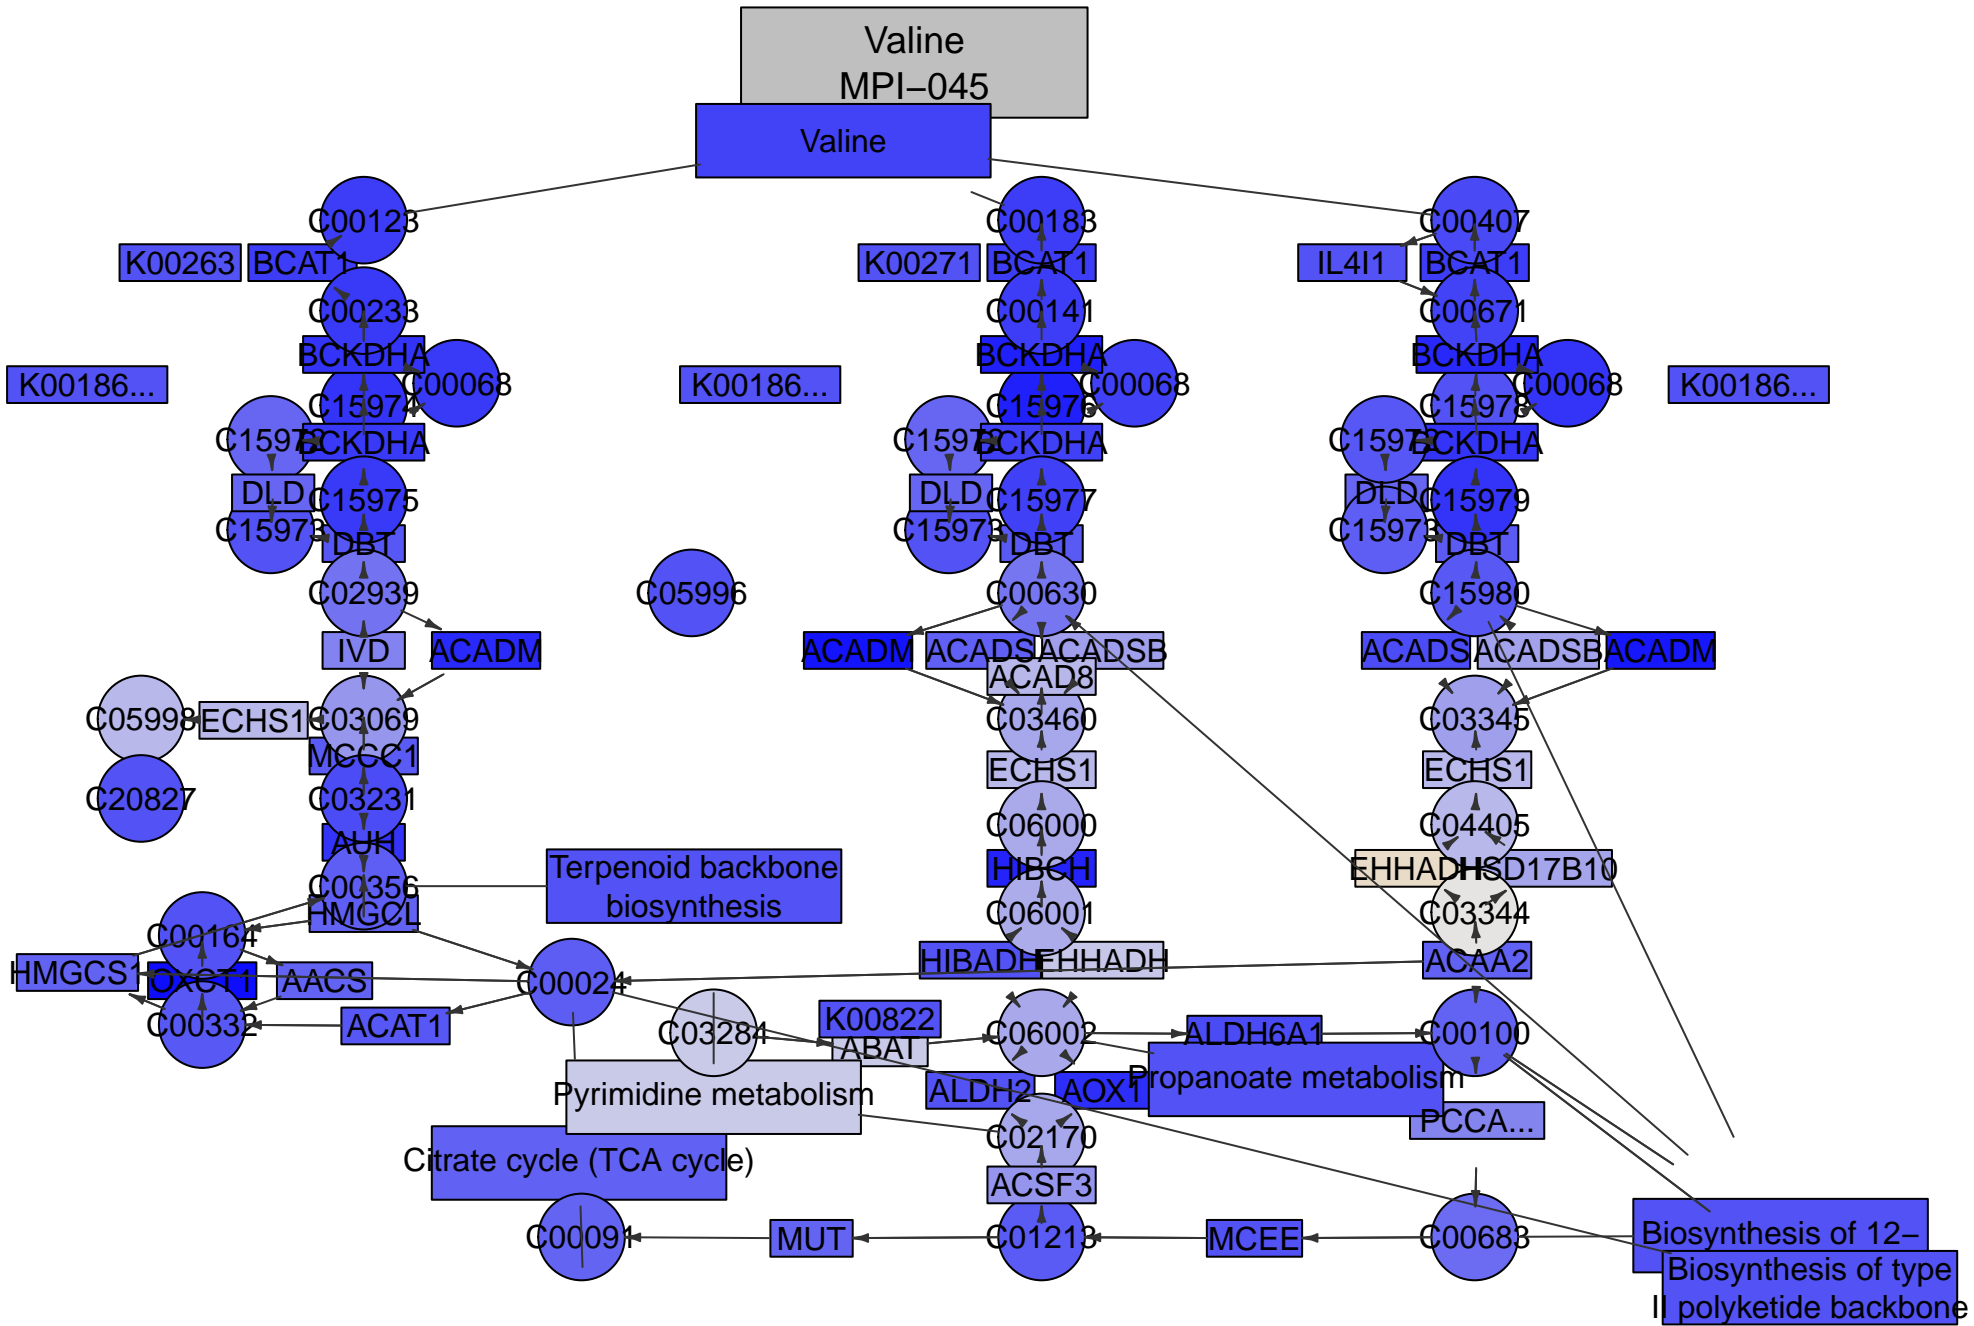 Valine
MPI−045
Valine
C00123
C00183
C00407
K00263
BCAT1
K00271
BCAT1
IL4I1
BCAT1
C00233
C00141
C00671
BCKDHA
BCKDHA
BCKDHA
K00186...
C00068
K00186...
C00068
C00068
K00186...
C15974
C15976
C15978
C15972
BCKDHA
C15972
BCKDHA
C15972
BCKDHA
DLD
C15975
DLD
C15977
DLD
C15979
C15973
DBT
C15973
DBT
C15973
DBT
C02939
C05996
C00630
C15980
IVD
ACADM
ACADM
ACADS
ACADSB
ACADS
ACADSB
ACADM
ACAD8
C05998
ECHS1
C03069
C03460
C03345
MCCC1
ECHS1
ECHS1
C20827
C03231
C06000
C04405
AUH
HIBCH
EHHADH
HSD17B10
C00356
Terpenoid backbone
biosynthesis
HMGCL
C06001
C03344
C00164
HIBADH
EHHADH
ACAA2
HMGCS1
OXCT1
AACS
C00024
C00332
ACAT1
C03284
K00822
ABAT
C06002
ALDH6A1
C00100
Pyrimidine metabolism
ALDH2
AOX1
Propanoate metabolism
PCCA...
C02170
Citrate cycle (TCA cycle)
ACSF3
C00091
MUT
C01213
MCEE
C00683
Biosynthesis of 12−
Biosynthesis of type
II polyketide backbone